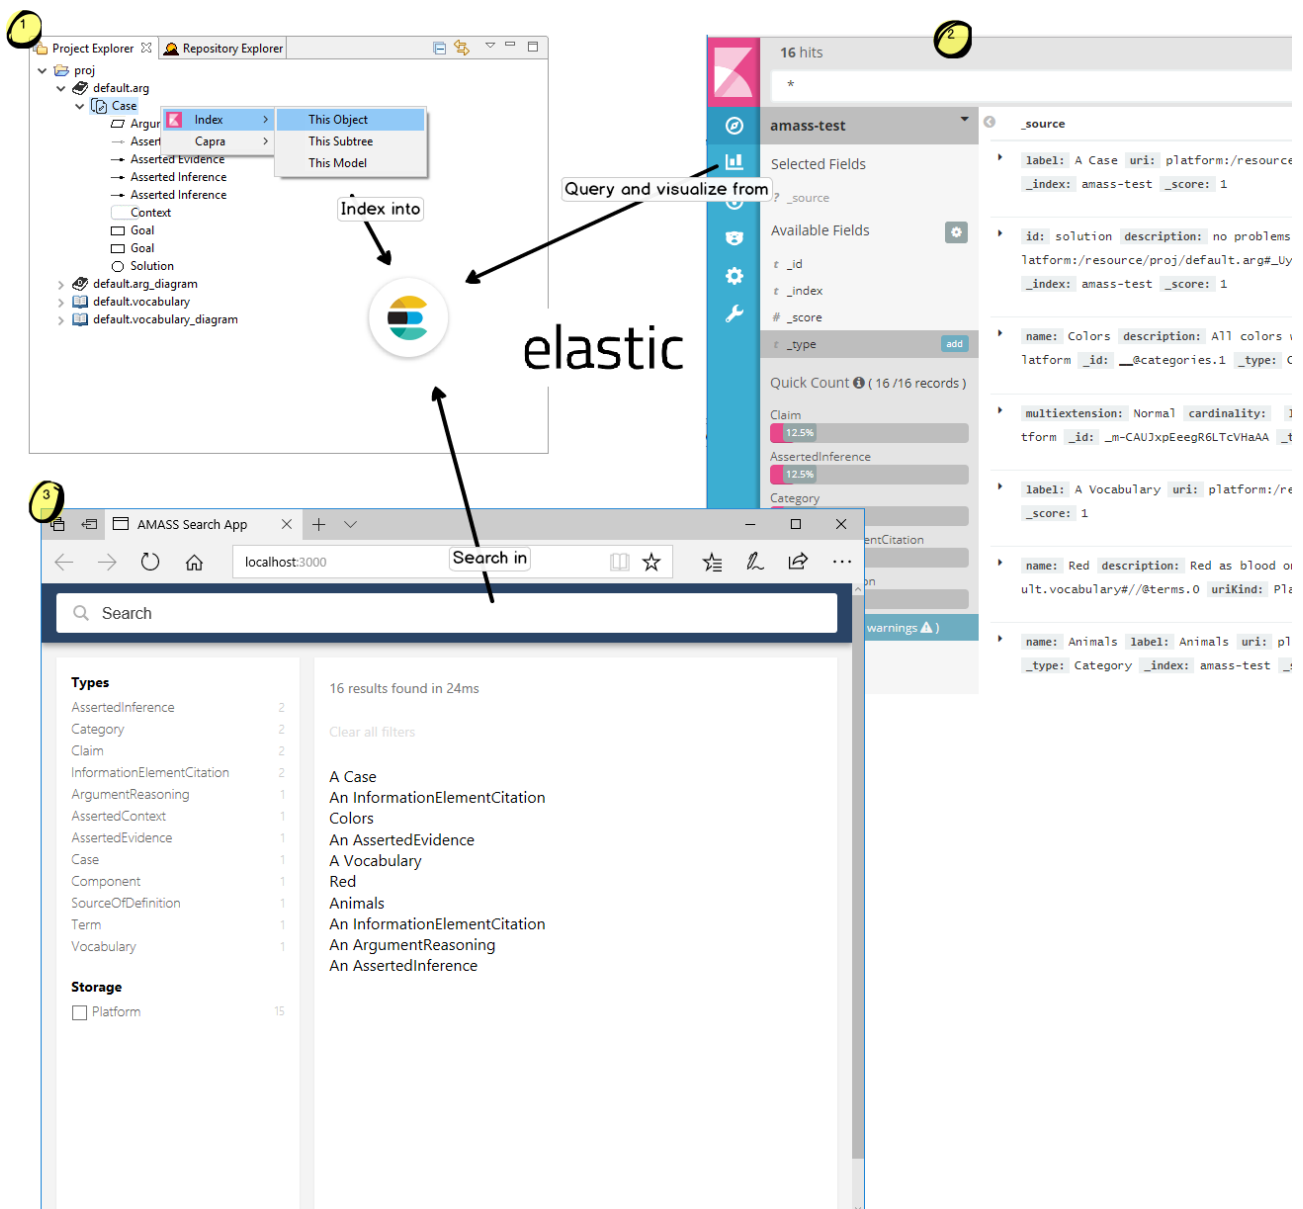 1
Project Explorer
Repository Explorer
proj
default.arg
Case
Index
This Object
Capra
This Subtree
This Model
Asserted Evidence
Asserted Inference
Asserted Inference
Context
Goal
Goal
Solution
default.arg_diagram
default.vocabulary
default.vocabulary_diagram
Index into
elastic
Query and visualize from
2
16 hits
*
amass-test
Selected Fields
? _source
Available Fields
t _id
t _index
# _score
t _type
add
Quick Count ( 16 /16 records )
Claim
12.5%
AssertedInference
12.5%
Category
entCitation
on
warnings )
_source
label: A Case uri: platform:/resource
_index: amass-test _score: 1
id: solution description: no problems
latform:/resource/proj/default.arg#_Uy
_index: amass-test _score: 1
name: Colors description: All colors
latform _id: __@categories.1 _type:
multiextension: Normal cardinality:
tform _id: _m-CAUJxpEeegR6LTcVHaAA
label: A Vocabulary uri: platform:/re
_score: 1
name: Red description: Red as blood o
ult.vocabulary#//@terms.0 uriKind: Pla
name: Animals label: Animals uri: pl
_type: Category _index: amass-test
3
AMASS Search App
localhost:3000
Search in
Search
Types
AssertedInference 2
Category 2
Claim 2
InformationElementCitation 2
ArgumentReasoning 1
AssertedContext 1
AssertedEvidence 1
Case 1
Component 1
SourceOfDefinition 1
Term 1
Vocabulary 1
Storage
Platform 15
16 results found in 24ms
Clear all filters
A Case
An InformationElementCitation
Colors
An AssertedEvidence
A Vocabulary
Red
Animals
An InformationElementCitation
An ArgumentReasoning
An AssertedInference